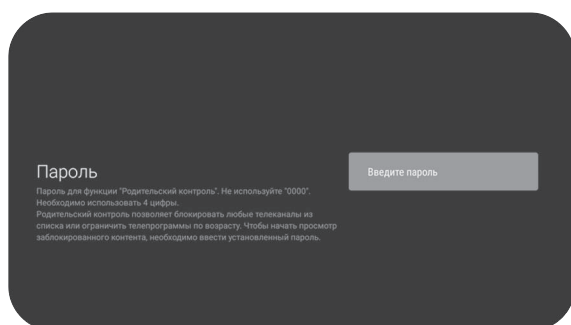 Пароль
Введите пароль
Пароль для функции "Родительский контроль". Не используйте "0000".
Необходимо использовать 4 цифры.
Родительский контроль позволяет блокировать любые телеканалы из
списка или ограничить телепрограммы по возрасту. Чтобы начать просмотр
заблокированного контента, необходимо ввести установленный пароль.